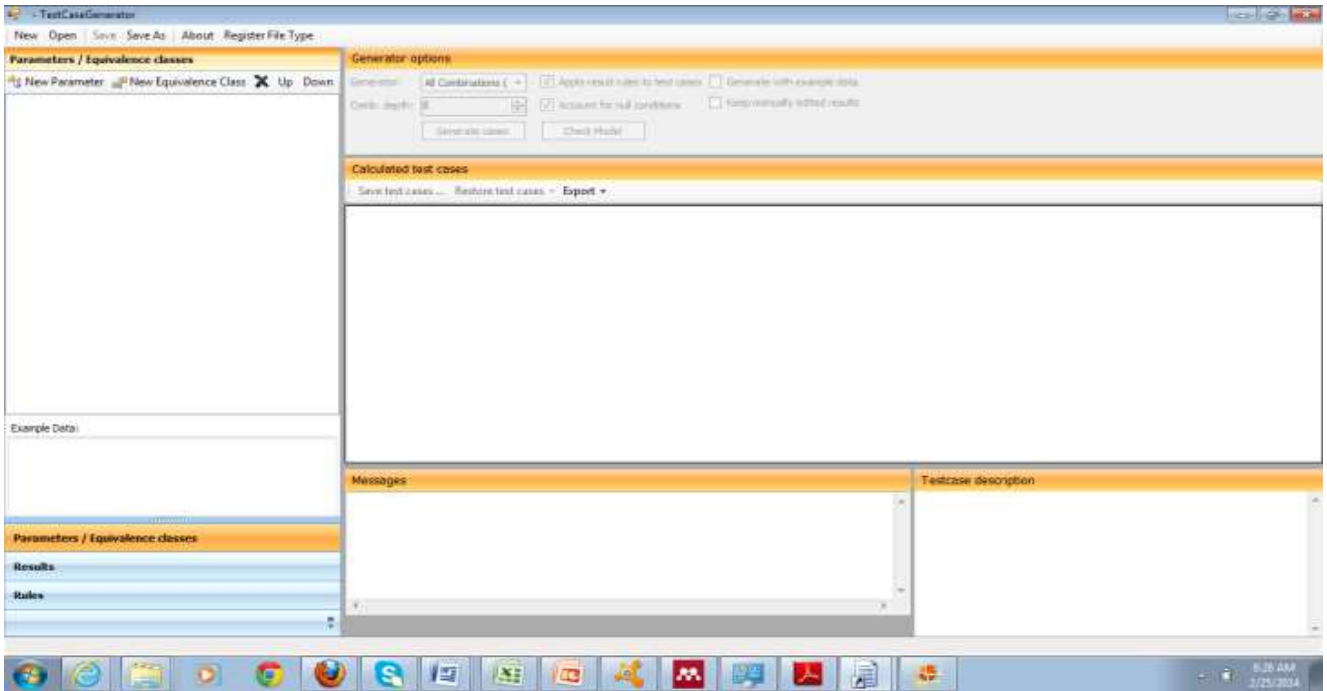 - TestCaseGenerator
New Open Save Save As About Register File Type
Parameters / Equivalence classes
New Parameter New Equivalence Class Up Down
Example Data:
Parameters / Equivalence classes
Results
Rules
Generator options
Generator: All Combinations ( Apply result rules to test cases Generate with example data
Comb. depth: Account for null conditions Keep manually edited results
Generate cases Check Model
Calculated test cases
Save test cases ... Restore test cases Export
Messages
Testcase description
6:26 AM
2/25/2014